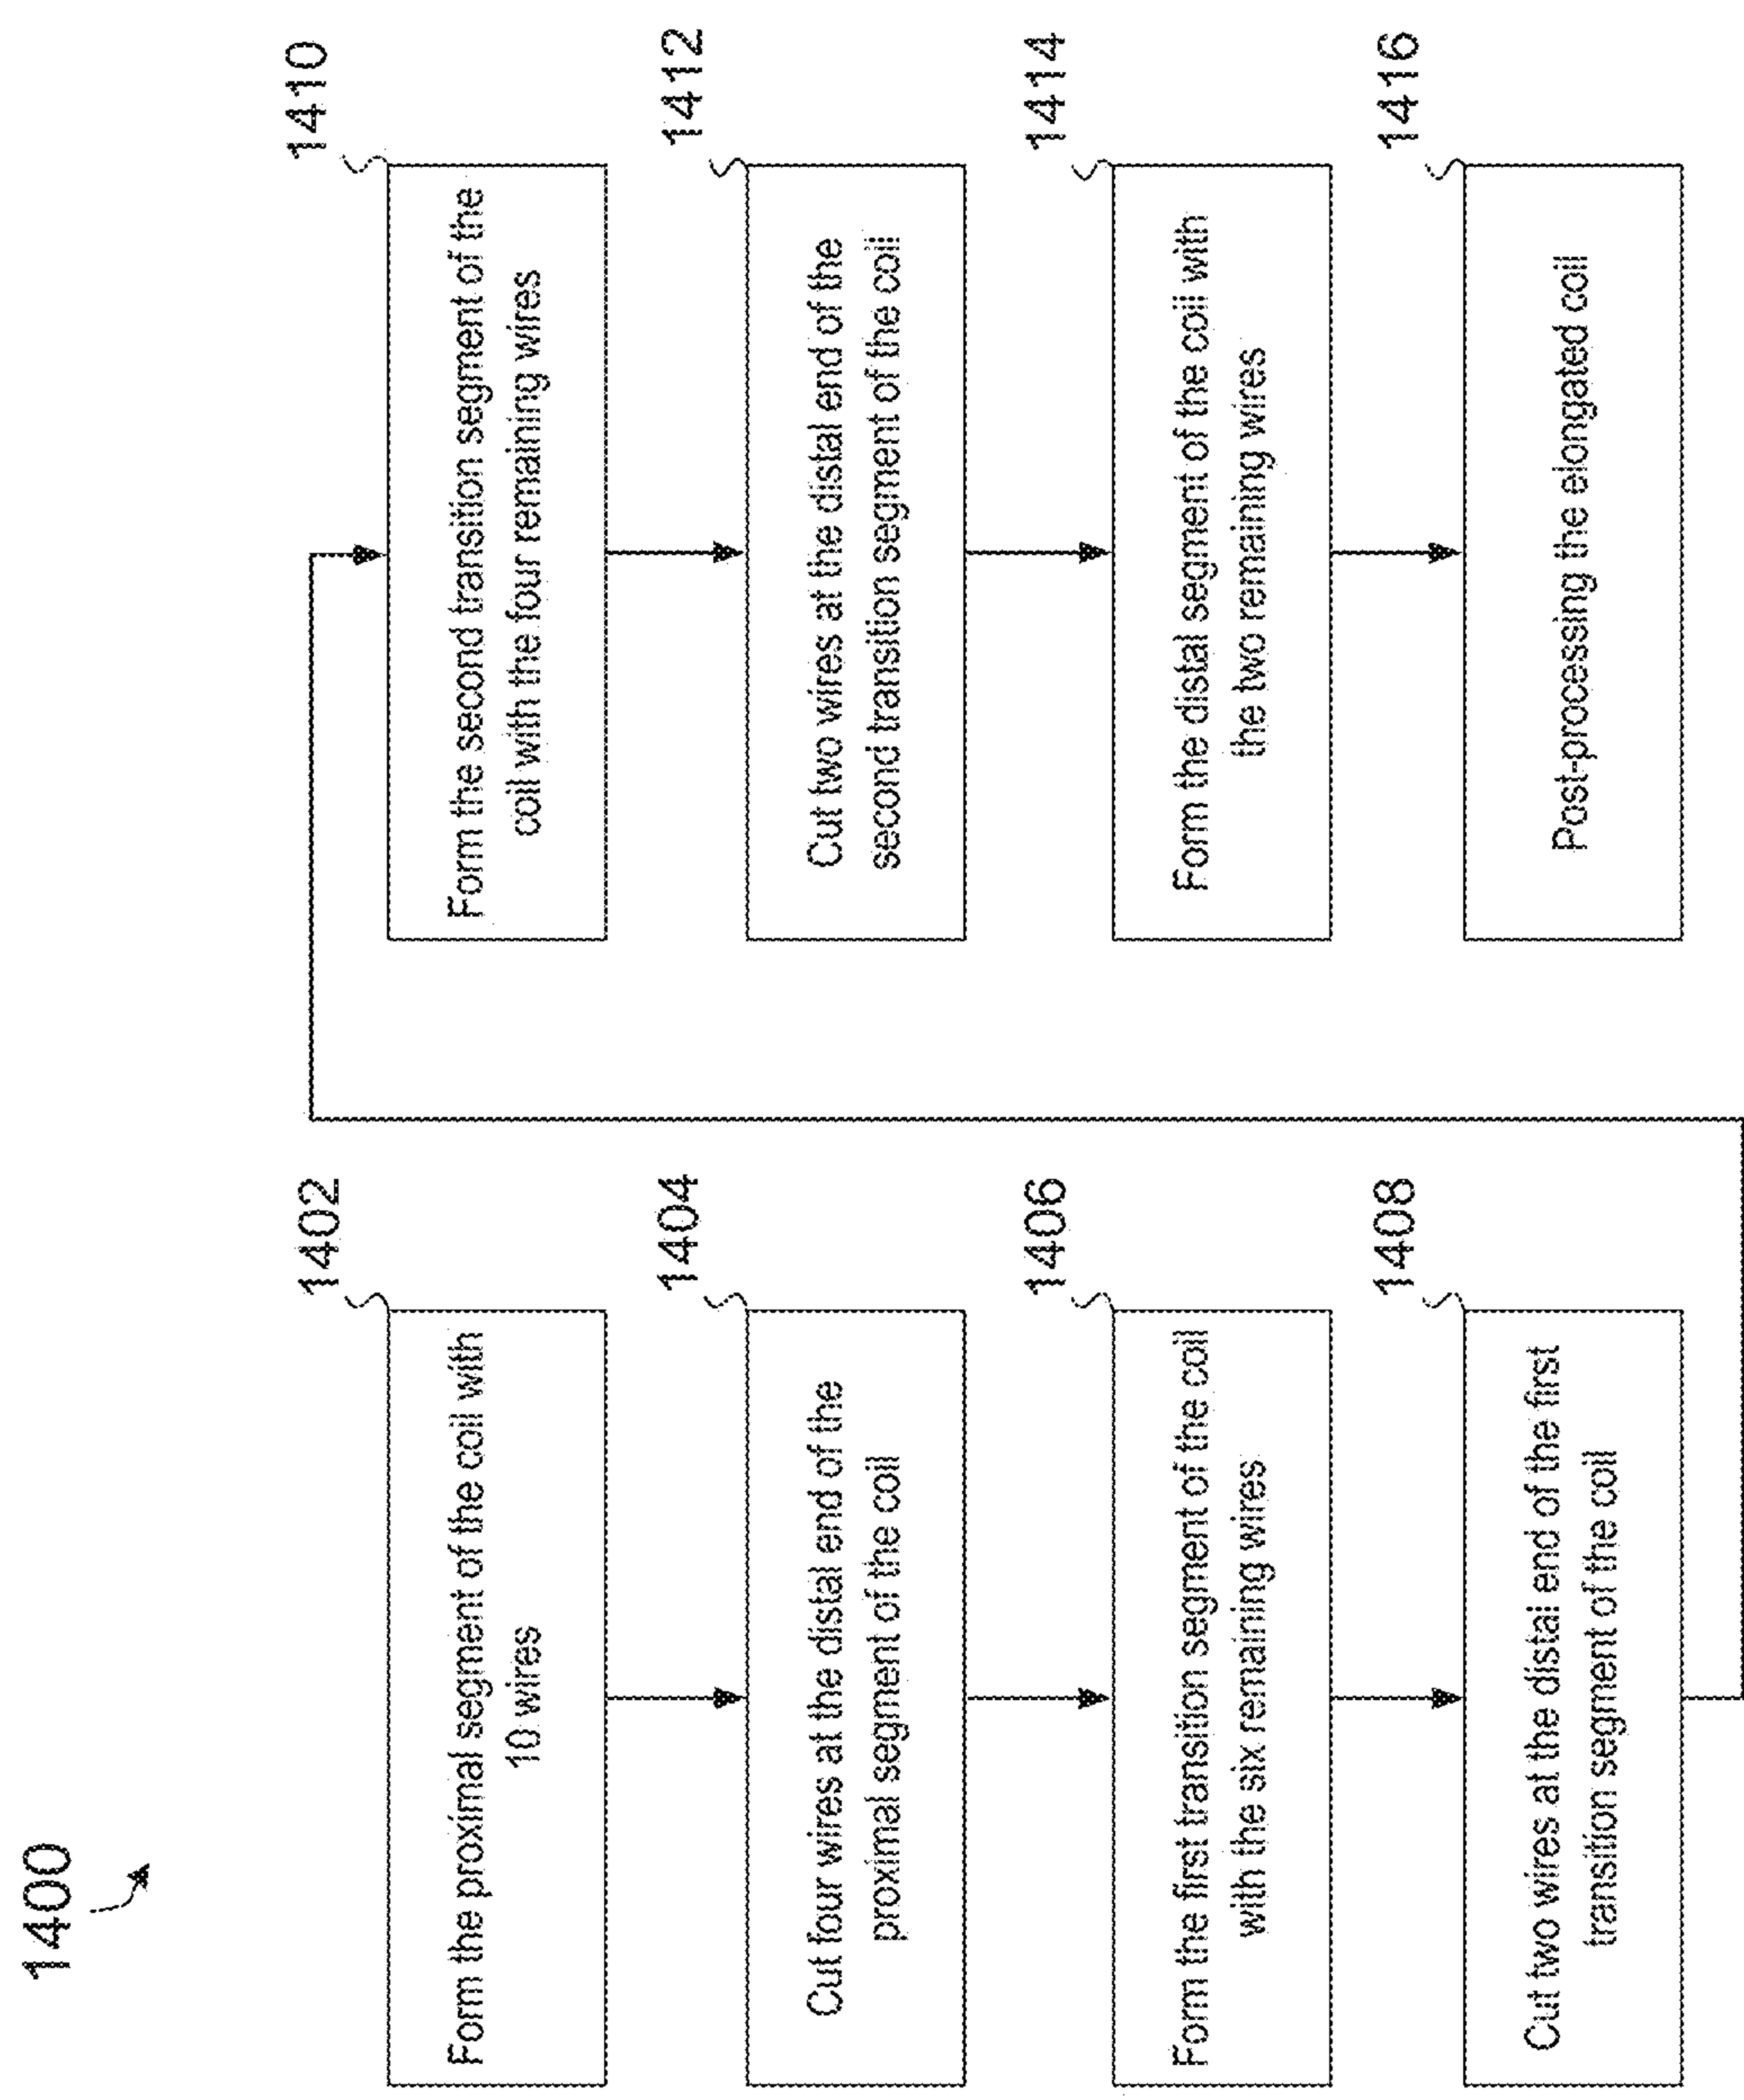 1400
1402
Form the proximal segment of the coil with
10 wires
1404
Cut four wires at the distal end of the
proximal segment of the coil
1406
Form the first transition segment of the coil
with the six remaining wires
1408
Cut two wires at the distal end of the first
transition segment of the coil
1410
Form the second transition segment of the
coil with the four remaining wires
1412
Cut two wires at the distal end of the
second transition segment of the coil
1414
Form the distal segment of the coil with
the two remaining wires
1416
Post-processing the elongated coil